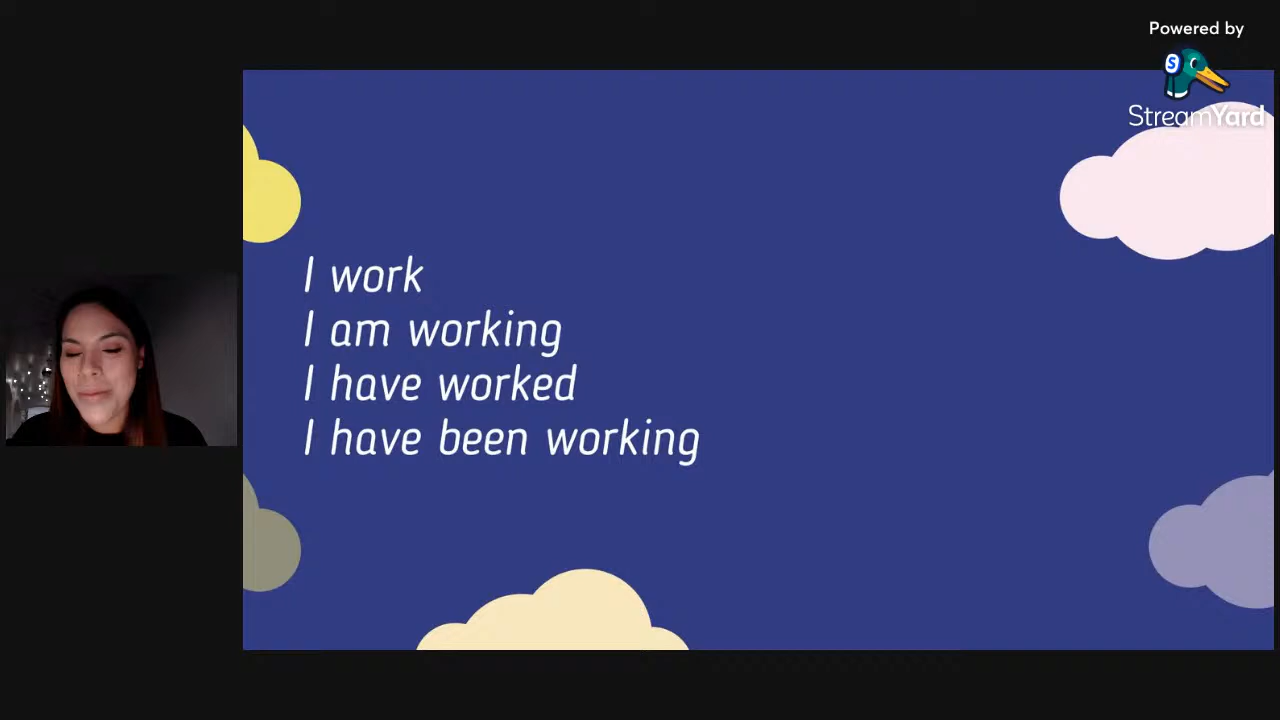 Powered by
S
StreamYard
I work
I am working
I have worked
I have been working